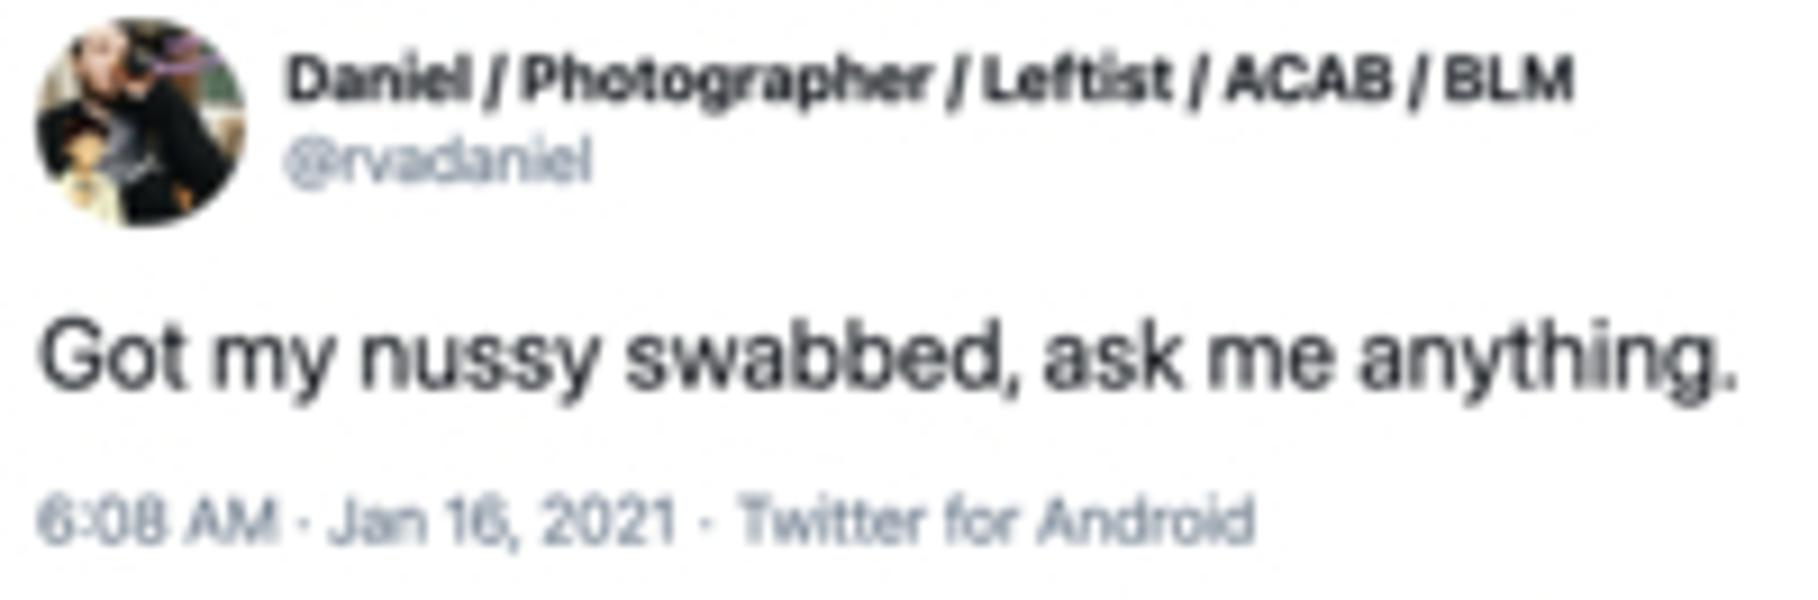 Daniel / Photographer / Leftist / ACAB / BLM
@rvadaniel
Got my nussy swabbed, ask me anything.
6:08 AM · Jan 16, 2021 · Twitter for Android